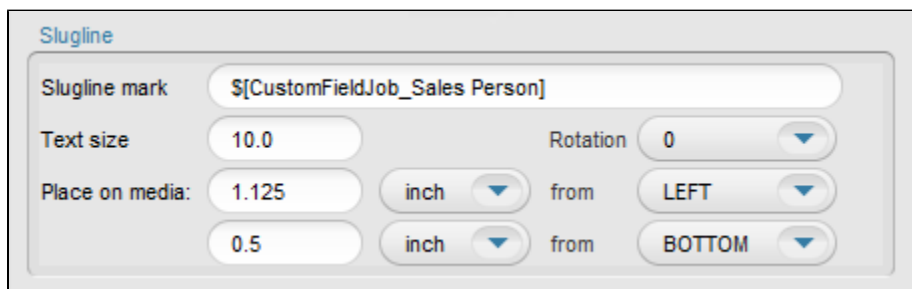 Slugline
Slugline mark $[CustomFieldJob_Sales Person]
Text size 10.0 Rotation 0
Place on media: 1.125 inch from LEFT
0.5 inch from BOTTOM